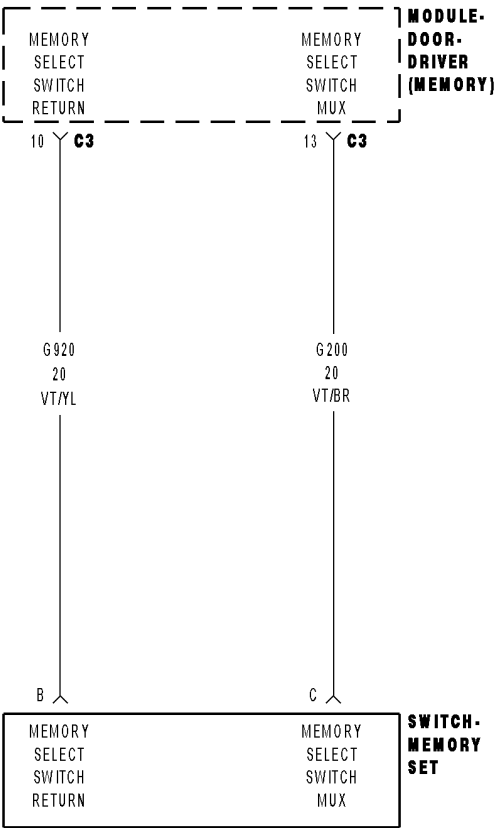 MEMORY
SELECT
SWITCH
RETURN
MEMORY
SELECT
SWITCH
MUX
MODULE-
DOOR-
DRIVER
(MEMORY)
10 C3
13 C3
G920
20
VT/YL
G200
20
VT/BR
B
C
MEMORY
SELECT
SWITCH
RETURN
MEMORY
SELECT
SWITCH
MUX
SWITCH-
MEMORY
SET